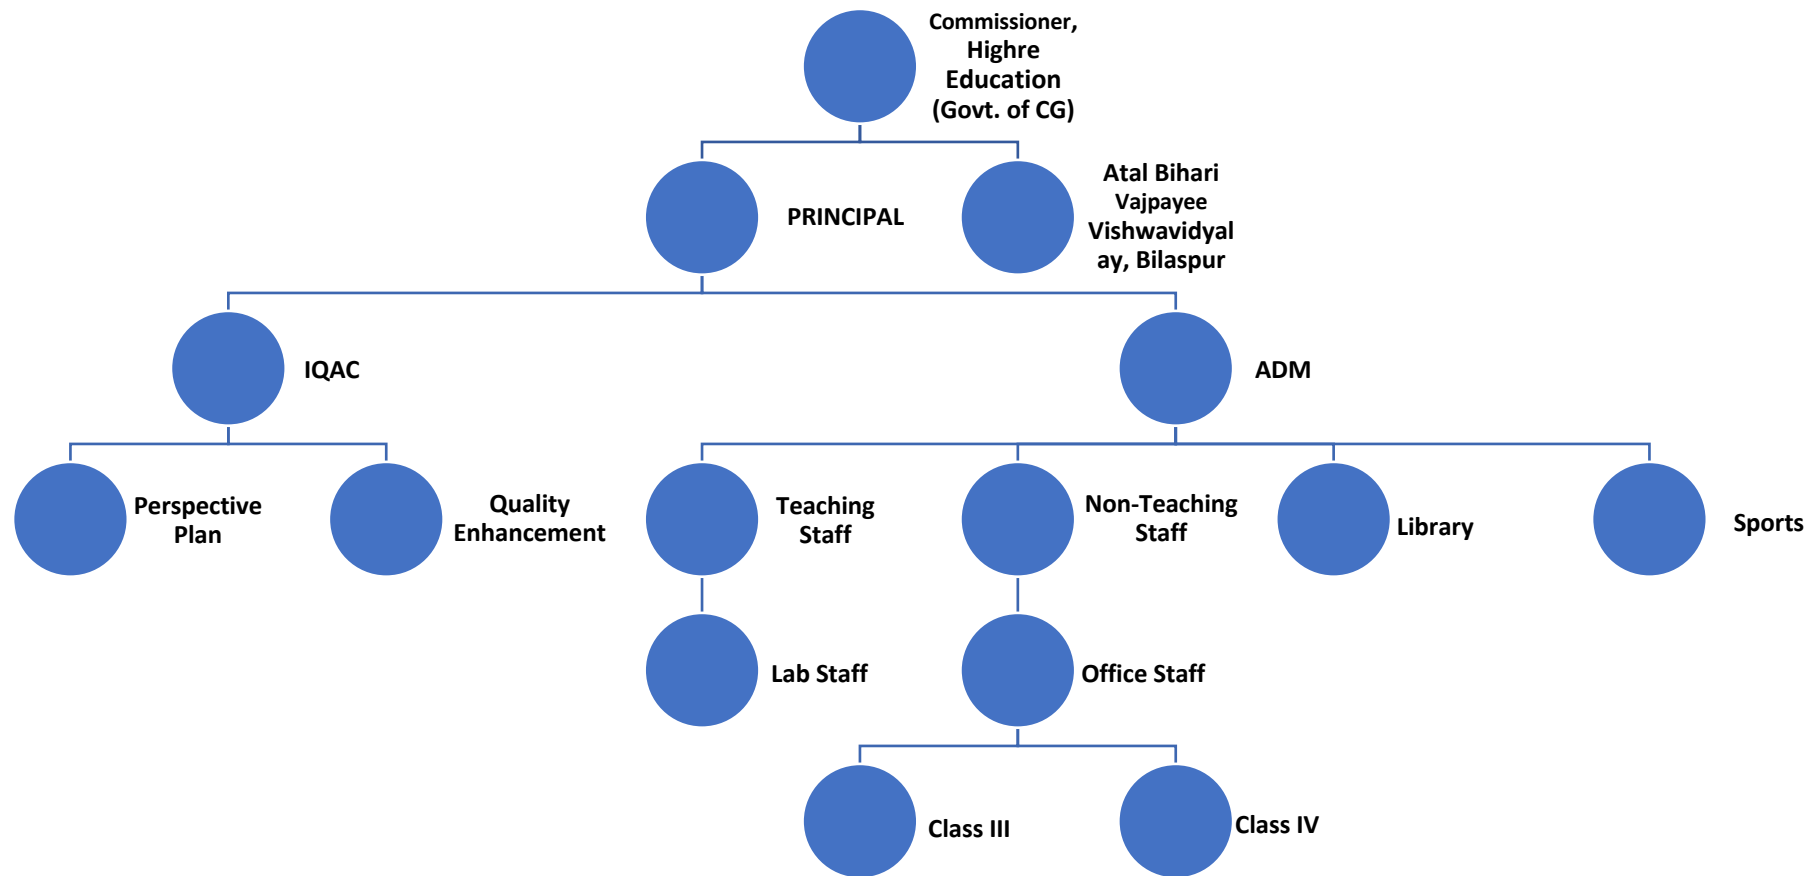 Commissioner,
Highre
Education
(Govt. of CG)
PRINCIPAL
Atal Bihari
Vajpayee
Vishwavidyal
ay, Bilaspur
IQAC
ADM
Perspective
Plan
Quality
Enhancement
Teaching
Staff
Non-Teaching
Staff
Library
Sports
Lab Staff
Office Staff
Class III
Class IV